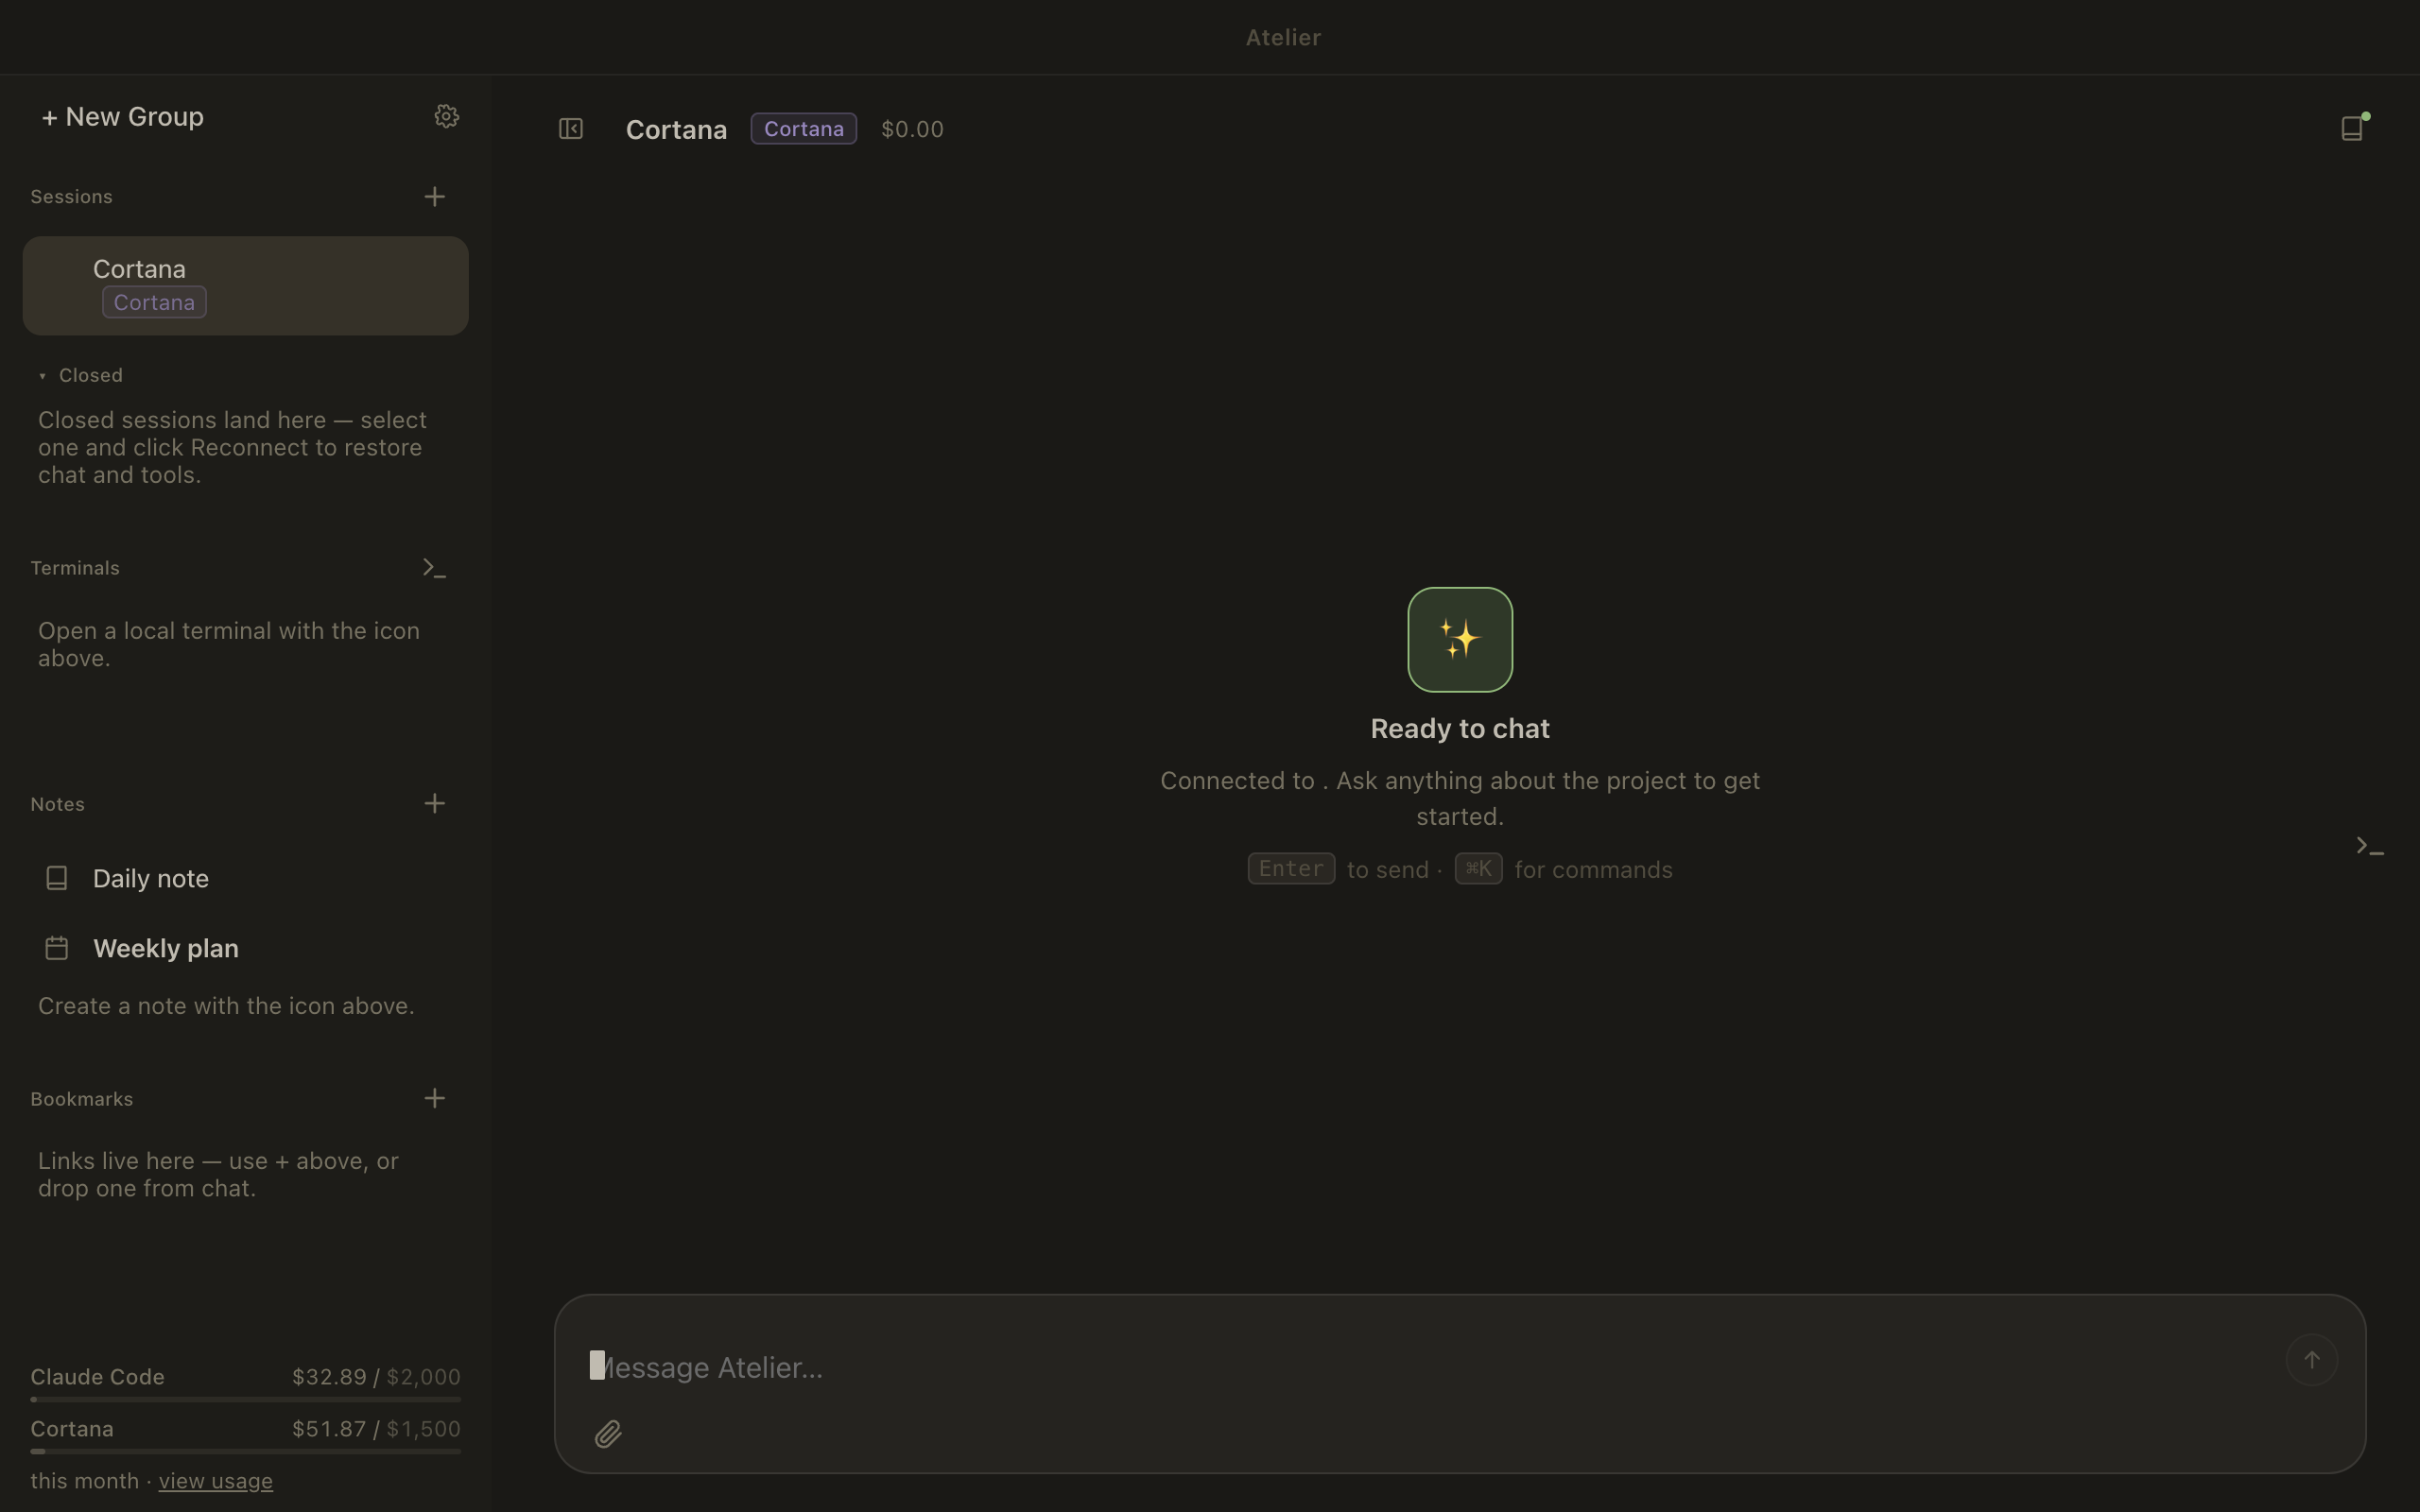 Atelier
+ New Group
Sessions
Cortana
Cortana
▾ Closed
Closed sessions land here — select
one and click Reconnect to restore
chat and tools.
Terminals
Open a local terminal with the icon
above.
Notes
Daily note
Weekly plan
Create a note with the icon above.
Bookmarks
Links live here — use + above, or
drop one from chat.
Claude Code $32.89 / $2,000
Cortana $51.87 / $1,500
this month · view usage
Cortana Cortana $0.00
Ready to chat
Connected to . Ask anything about the project to get
started.
Enter to send · ⌘K for commands
Message Atelier...